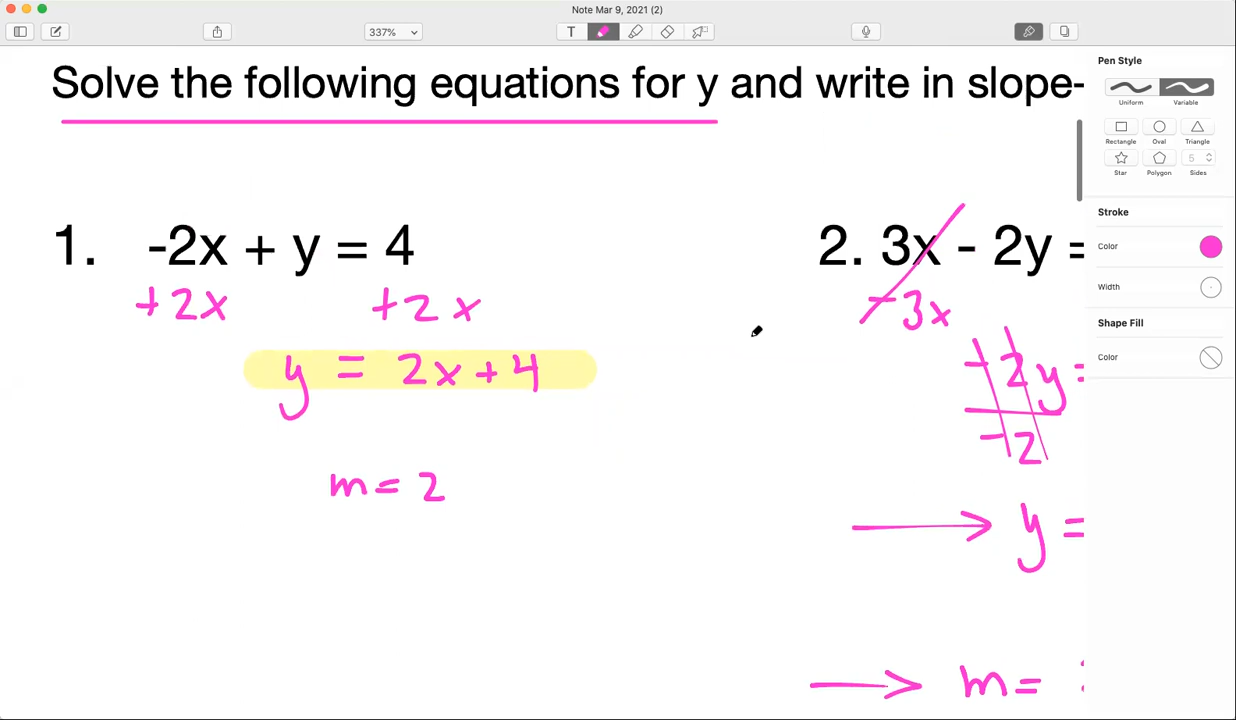 Note Mar 9, 2021 (2)
337%
T
Pen Style
Uniform
Variable
Rectangle
Oval
Triangle
Star
Polygon
5
Sides
Stroke
Color
Width
Shape Fill
Color
Solve the following equations for y and write in slope-
1. -2x + y = 4
+2x +2x
y = 2x+4
m = 2
2. 3x - 2y =
-3x
-2y =
-2
y =
m =